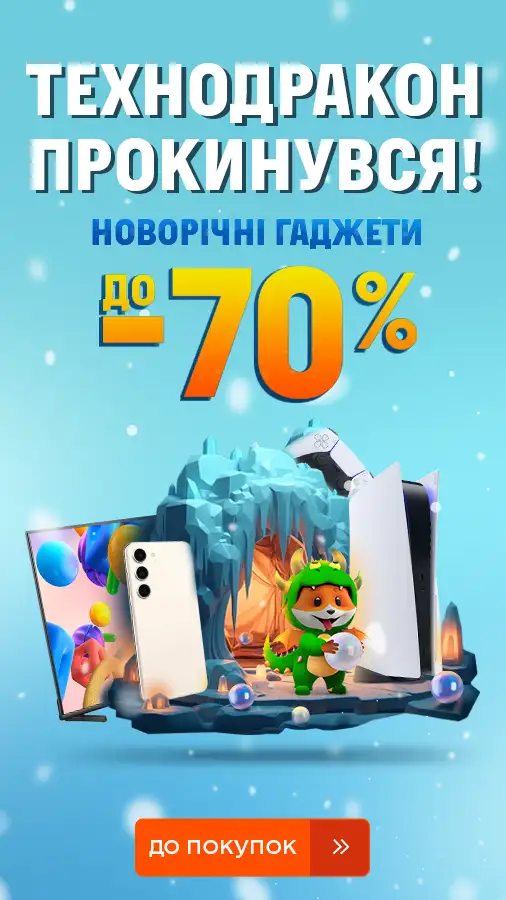 ТЕХНОДРАКОН
ПРОКИНУВСЯ!
НОВОРІЧНІ ГАДЖЕТИ
ДО
-70%
ДО ПОКУПОК »